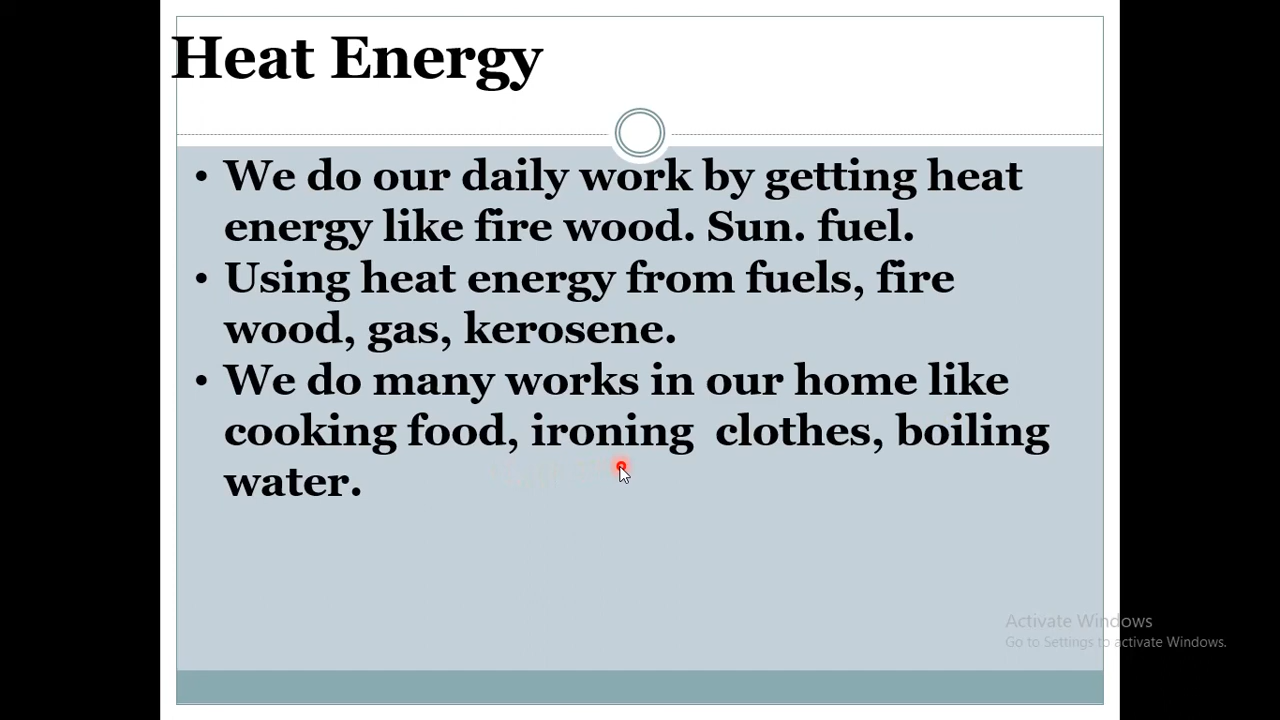 Heat Energy
• We do our daily work by getting heat
energy like fire wood. Sun. fuel.
• Using heat energy from fuels, fire
wood, gas, kerosene.
• We do many works in our home like
cooking food, ironing  clothes, boiling
water.
Activate Windows
Go to Settings to activate Windows.